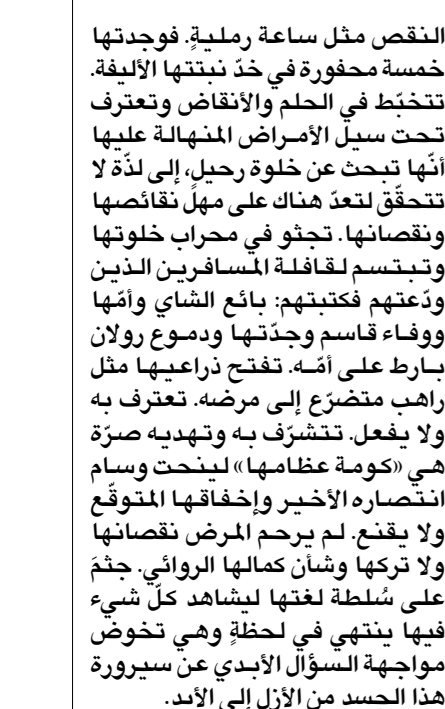 النقص مثل ساعة رمليةٍ. فوجدتها
خمسة محفورة في خدّ نبتتها الأليفة.
تتخبّط في الحلم والأنقاض وتعترف
تحت سيل الأمراض المنهالة عليها
أنّها تبحث عن خلوة رحيلٍ، إلى لذّة لا
تتحقّق لتعدّ هناك على مهلٍ نقائصها
ونقصانها. تجثو في محراب خلوتها
وتبتسم لقافلة المسافرين الذين
ودّعتهم فكتبتهم: بائع الشاي وأمّها
ووفاء قاسم وجدّتها ودموع رولان
بارط على أمّه. تفتح ذراعيها مثل
راهب متضرّع إلى مرضه. تعترف به
ولا يفعل. تتشرّف به وتهديه صرّة
هي «كومة عظامها» لينحت وسام
انتصاره الأخير وإخفاقها المتوقّع
ولا يقنع. لم يرحم المرض نقصانها
ولا تركها وشأن كمالها الروائي. جثمَ
على سُلطة لغتها ليشاهد كلّ شيء
فيها ينتهي في لحظةٍ وهي تخوض
مواجهة السؤال الأبدي عن سيرورة
هذا الجسد من الأزل إلى الأبد.